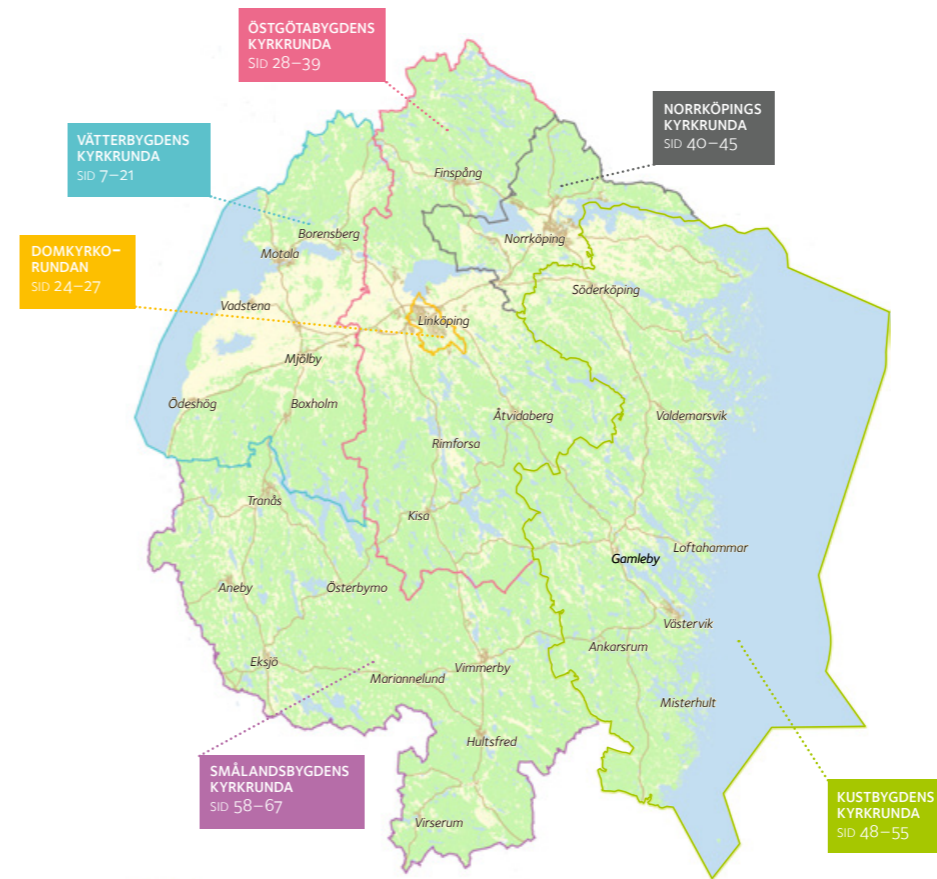 ÖSTGÖTABYGDENS
KYRKRUNDA
SID 28–39
NORRKÖPINGS
KYRKRUNDA
SID 40–45
VÄTTERBYGDENS
KYRKRUNDA
SID 7–21
DOMKYRKO–
RUNDAN
SID 24–27
Finspång
Borensberg
Norrköping
Motala
Söderköping
Vadstena
Linköping
Mjölby
Ödeshög
Boxholm
Åtvidaberg
Valdemarsvik
Rimforsa
Tranås
Kisa
Loftahammar
Gamleby
Aneby
Österbymo
Västervik
Ankarsrum
Eksjö
Vimmerby
Mariannelund
Misterhult
Hultsfred
Virserum
SMÅLANDSBYGDENS
KYRKRUNDA
SID 58–67
KUSTBYGDENS
KYRKRUNDA
SID 48–55